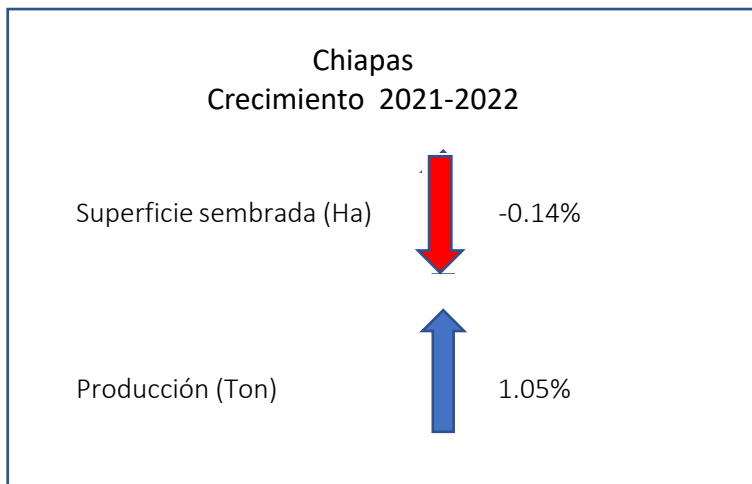 Chiapas
Crecimiento 2021-2022
Superficie sembrada (Ha) -0.14%
Producción (Ton) 1.05%